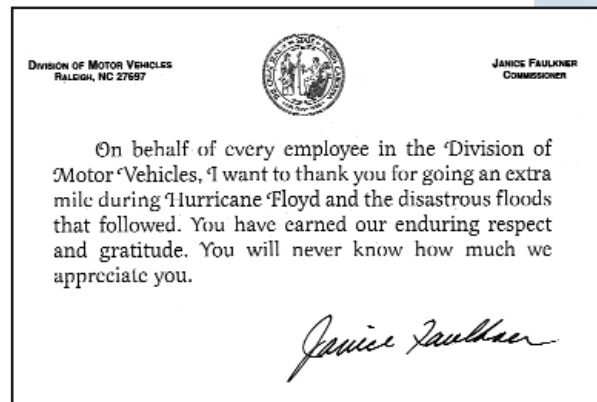 DIVISION OF MOTOR VEHICLES
RALEIGH, NC 27697
JANICE FAULKNER
COMMISSIONER
On behalf of every employee in the Division of
Motor Vehicles, I want to thank you for going an extra
mile during Hurricane Floyd and the disastrous floods
that followed. You have earned our enduring respect
and gratitude. You will never know how much we
appreciate you.
Janice Faulkner